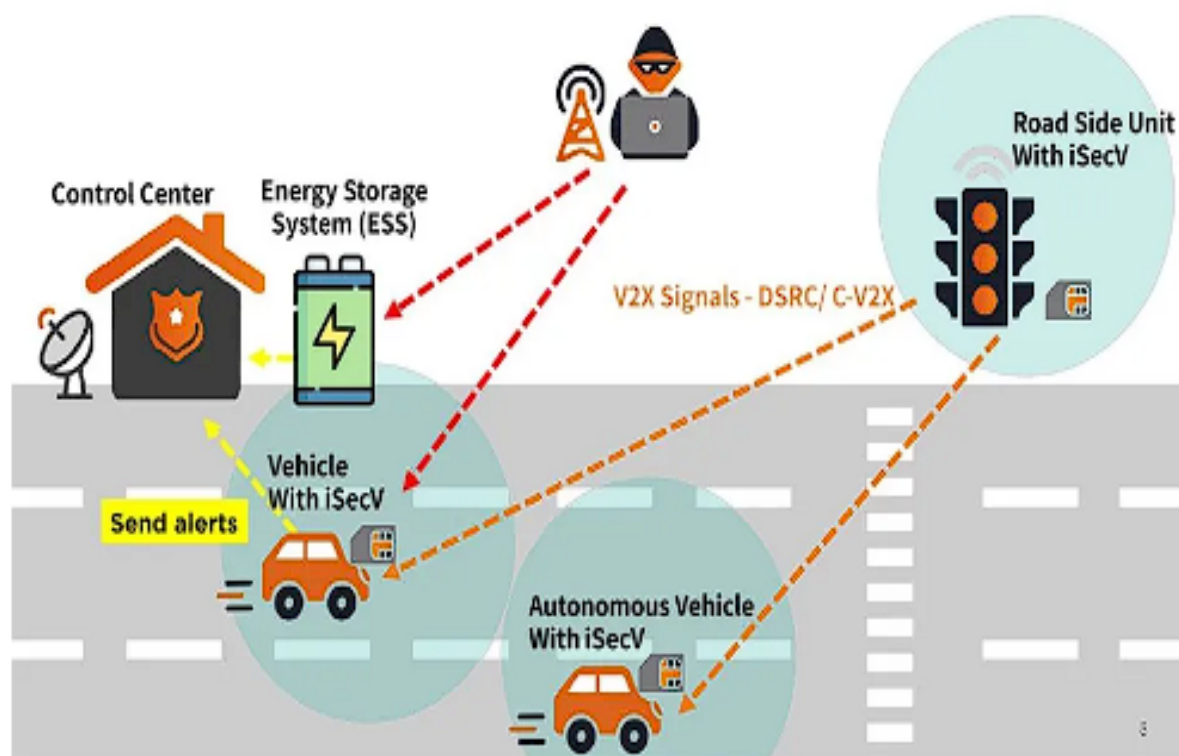 Road Side Unit
With iSecV
Control Center
Energy Storage
System (ESS)
V2X Signals - DSRC/ C-V2X
Vehicle
With iSecV
Send alerts
Autonomous Vehicle
With iSecV